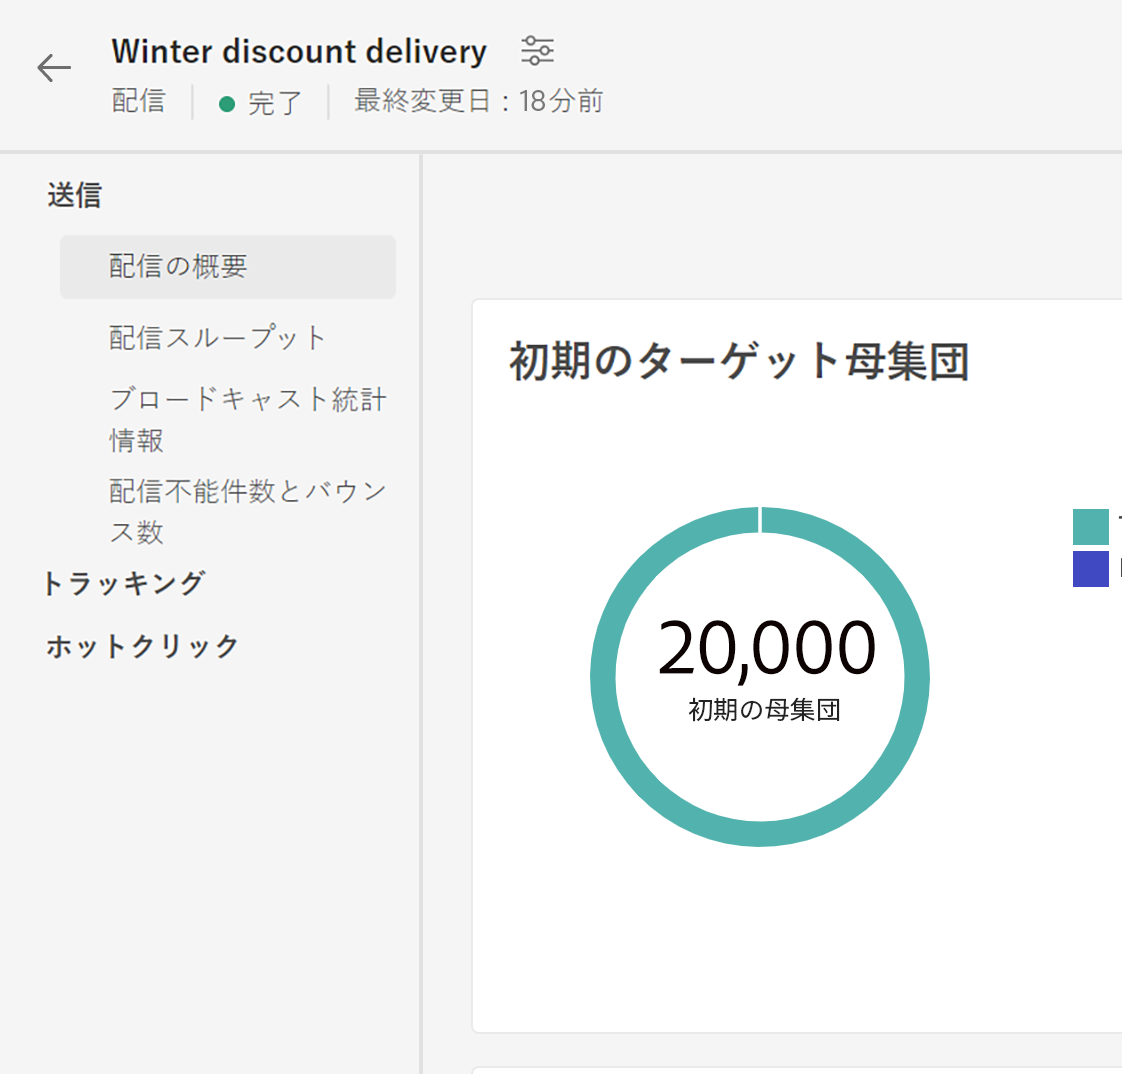 Winter discount delivery
配信
完了
最終変更日：18分前
送信
配信の概要
配信スループット
ブロードキャスト統計
情報
配信不能件数とバウン
ス数
トラッキング
ホットクリック
初期のターゲット母集団
20,000
初期の母集団